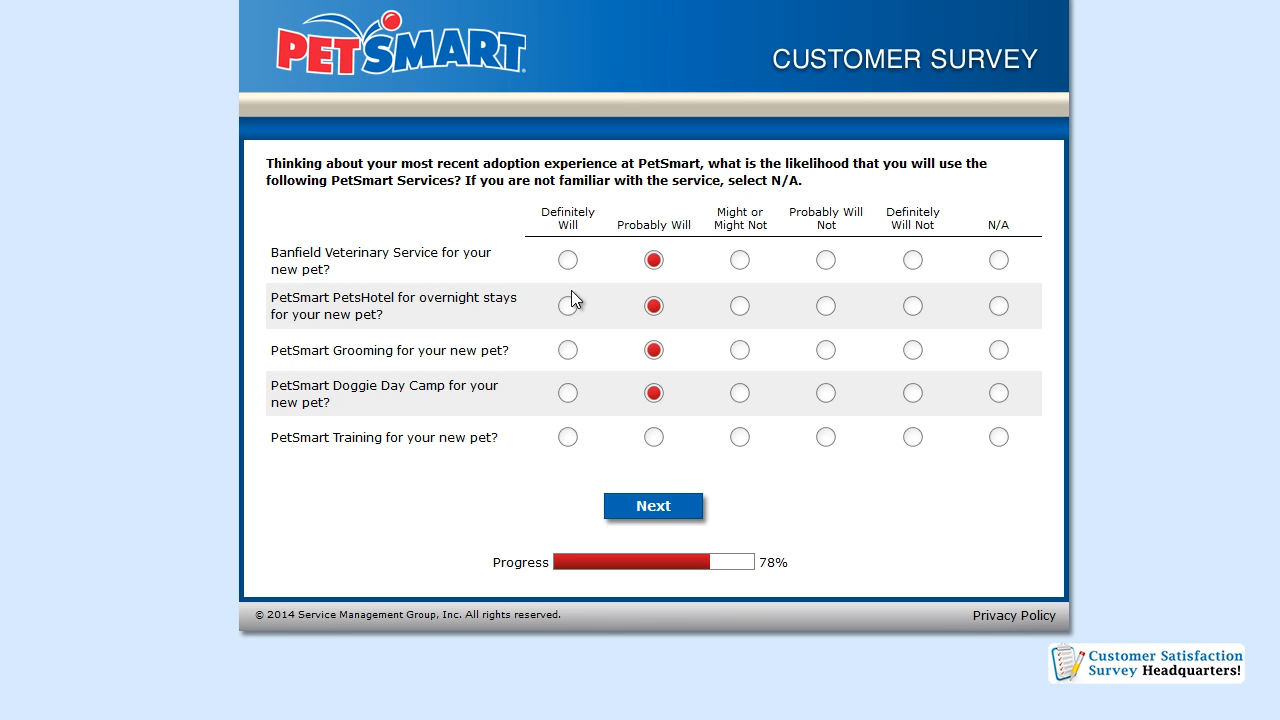 PETSMART
CUSTOMER SURVEY
Thinking about your most recent adoption experience at PetSmart, what is the likelihood that you will use the
following PetSmart Services? If you are not familiar with the service, select N/A.
Definitely Will
Probably Will
Might or Might Not
Probably Will Not
Definitely Will Not
N/A
Banfield Veterinary Service for your
new pet?
PetSmart PetsHotel for overnight stays
for your new pet?
PetSmart Grooming for your new pet?
PetSmart Doggie Day Camp for your
new pet?
PetSmart Training for your new pet?
Next
Progress 78%
© 2014 Service Management Group, Inc. All rights reserved.
Privacy Policy
Customer Satisfaction
Survey Headquarters!